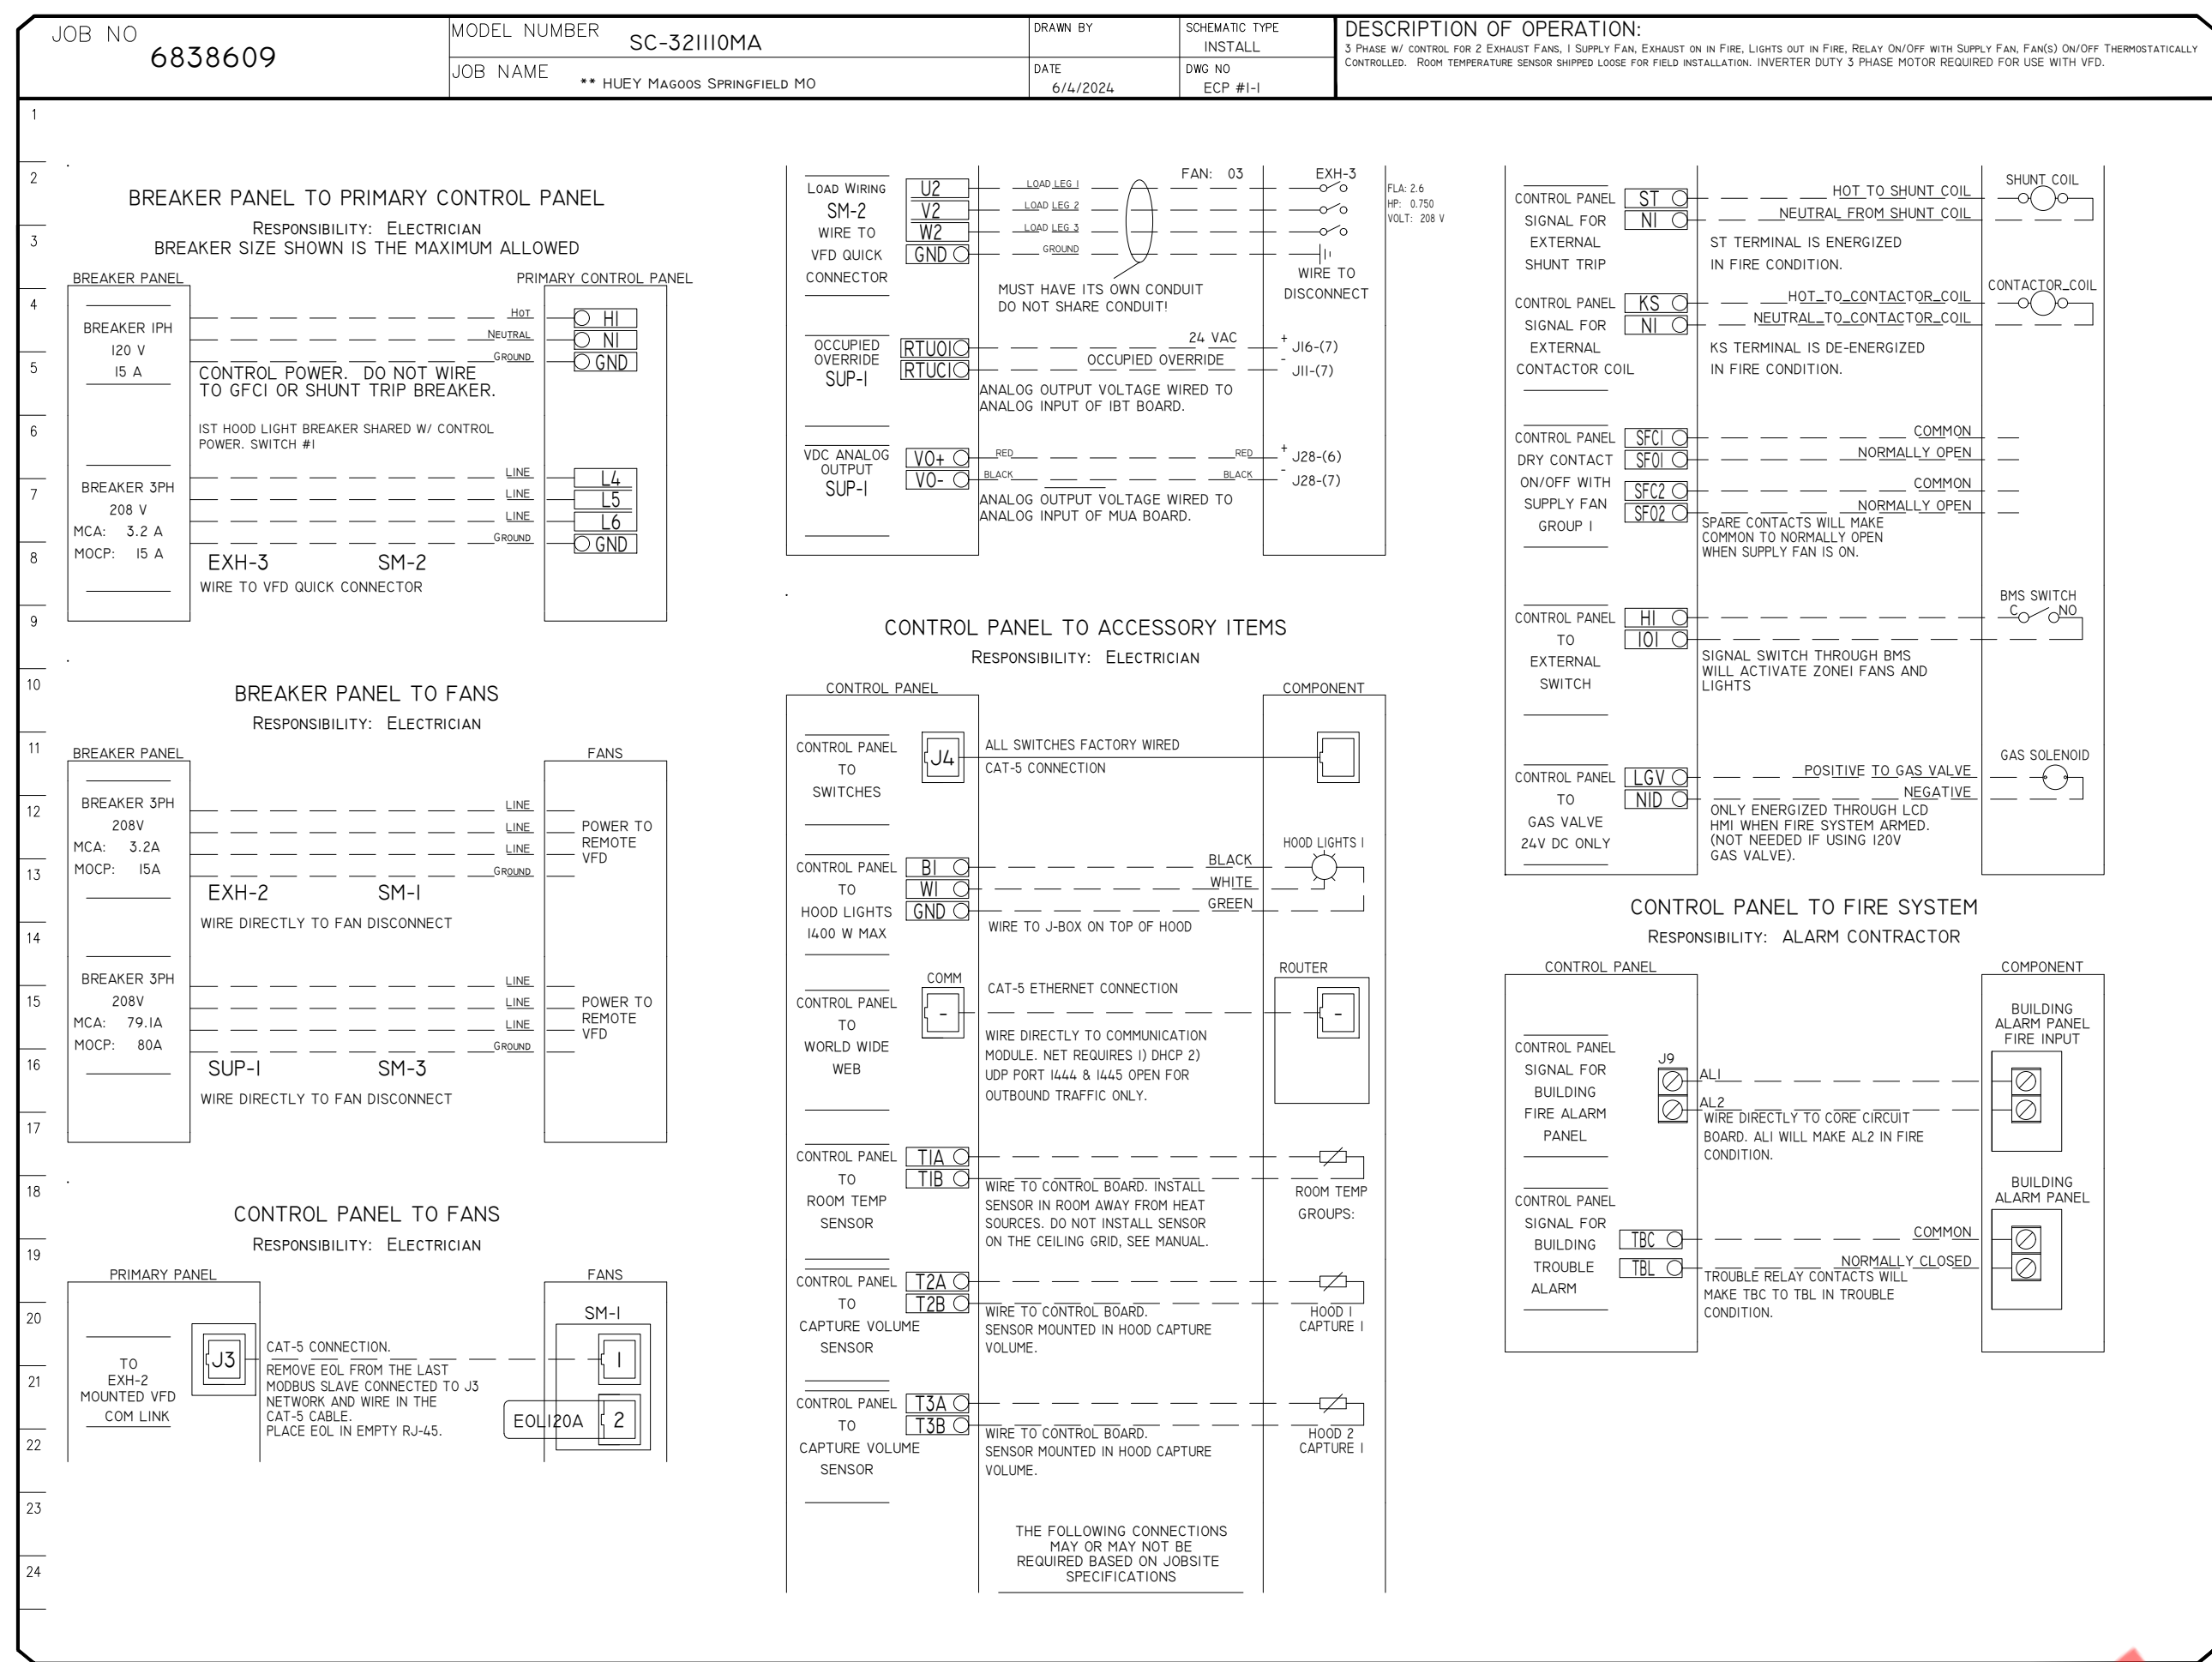 JOB NO
6838609
MODEL NUMBER
SC-321110MA
JOB NAME
** HUEY MAGOOS SPRINGFIELD MO
DRAWN BY
DATE
6/4/2024
SCHEMATIC TYPE
INSTALL
DWG NO
ECP #1-1
DESCRIPTION OF OPERATION:
3 PHASE W/ CONTROL FOR 2 EXHAUST FANS, 1 SUPPLY FAN, EXHAUST ON IN FIRE, LIGHTS OUT IN FIRE, RELAY ON/OFF WITH SUPPLY FAN, FAN(S) ON/OFF THERMOSTATICALLY
CONTROLLED. ROOM TEMPERATURE SENSOR SHIPPED LOOSE FOR FIELD INSTALLATION. INVERTER DUTY 3 PHASE MOTOR REQUIRED FOR USE WITH VFD.
1
2
3
4
5
6
7
8
9
10
11
12
13
14
15
16
17
18
19
20
21
22
23
24
BREAKER PANEL TO PRIMARY CONTROL PANEL
RESPONSIBILITY: ELECTRICIAN
BREAKER SIZE SHOWN IS THE MAXIMUM ALLOWED
BREAKER PANEL
PRIMARY CONTROL PANEL
BREAKER 1PH
120 V
15 A
HOT
H1
NEUTRAL
N1
GROUND
GND
CONTROL POWER. DO NOT WIRE
TO GFCI OR SHUNT TRIP BREAKER.
1ST HOOD LIGHT BREAKER SHARED W/ CONTROL
POWER. SWITCH #1
BREAKER 3PH
208 V
MCA: 3.2 A
MOCP: 15 A
LINE
L4
LINE
L5
LINE
L6
GROUND
GND
EXH-3
SM-2
WIRE TO VFD QUICK CONNECTOR
BREAKER PANEL TO FANS
RESPONSIBILITY: ELECTRICIAN
BREAKER PANEL
FANS
BREAKER 3PH
208V
MCA: 3.2A
MOCP: 15A
LINE
LINE
LINE
GROUND
POWER TO
REMOTE
VFD
EXH-2
SM-1
WIRE DIRECTLY TO FAN DISCONNECT
BREAKER 3PH
208V
MCA: 79.1A
MOCP: 80A
LINE
LINE
LINE
GROUND
POWER TO
REMOTE
VFD
SUP-1
SM-3
WIRE DIRECTLY TO FAN DISCONNECT
CONTROL PANEL TO FANS
RESPONSIBILITY: ELECTRICIAN
PRIMARY PANEL
FANS
TO
EXH-2
MOUNTED VFD
COM LINK
J3
CAT-5 CONNECTION.
REMOVE EOL FROM THE LAST
MODBUS SLAVE CONNECTED TO J3
NETWORK AND WIRE IN THE
CAT-5 CABLE.
PLACE EOL IN EMPTY RJ-45.
SM-1
1
EOL120A
2
LOAD WIRING
SM-2
WIRE TO
VFD QUICK
CONNECTOR
U2
V2
W2
GND
LOAD LEG 1
LOAD LEG 2
LOAD LEG 3
GROUND
FAN: 03
EXH-3
WIRE TO
DISCONNECT
FLA: 2.6
HP: 0.750
VOLT: 208 V
MUST HAVE ITS OWN CONDUIT
DO NOT SHARE CONDUIT!
OCCUPIED
OVERRIDE
SUP-1
RTUO1
RTUC1
24 VAC
OCCUPIED OVERRIDE
+ J16-(7)
- J11-(7)
ANALOG OUTPUT VOLTAGE WIRED TO
ANALOG INPUT OF IBT BOARD.
VDC ANALOG
OUTPUT
SUP-1
VO+
VO-
RED
RED
+ J28-(6)
BLACK
BLACK
- J28-(7)
ANALOG OUTPUT VOLTAGE WIRED TO
ANALOG INPUT OF MUA BOARD.
CONTROL PANEL TO ACCESSORY ITEMS
RESPONSIBILITY: ELECTRICIAN
CONTROL PANEL
COMPONENT
CONTROL PANEL
TO
SWITCHES
J4
ALL SWITCHES FACTORY WIRED
CAT-5 CONNECTION
CONTROL PANEL
TO
HOOD LIGHTS
1400 W MAX
B1
W1
GND
BLACK
WHITE
GREEN
HOOD LIGHTS 1
WIRE TO J-BOX ON TOP OF HOOD
CONTROL PANEL
TO
WORLD WIDE
WEB
COMM
-
CAT-5 ETHERNET CONNECTION
ROUTER
-
WIRE DIRECTLY TO COMMUNICATION
MODULE. NET REQUIRES 1) DHCP 2)
UDP PORT 1444 & 1445 OPEN FOR
OUTBOUND TRAFFIC ONLY.
CONTROL PANEL
TO
ROOM TEMP
SENSOR
T1A
T1B
WIRE TO CONTROL BOARD. INSTALL
SENSOR IN ROOM AWAY FROM HEAT
SOURCES. DO NOT INSTALL SENSOR
ON THE CEILING GRID, SEE MANUAL.
ROOM TEMP
GROUPS:
CONTROL PANEL
TO
CAPTURE VOLUME
SENSOR
T2A
T2B
WIRE TO CONTROL BOARD.
SENSOR MOUNTED IN HOOD CAPTURE
VOLUME.
HOOD 1
CAPTURE 1
CONTROL PANEL
TO
CAPTURE VOLUME
SENSOR
T3A
T3B
WIRE TO CONTROL BOARD.
SENSOR MOUNTED IN HOOD CAPTURE
VOLUME.
HOOD 2
CAPTURE 1
THE FOLLOWING CONNECTIONS
MAY OR MAY NOT BE
REQUIRED BASED ON JOBSITE
SPECIFICATIONS
CONTROL PANEL
SIGNAL FOR
EXTERNAL
SHUNT TRIP
ST
N1
HOT TO SHUNT COIL
NEUTRAL FROM SHUNT COIL
SHUNT COIL
ST TERMINAL IS ENERGIZED
IN FIRE CONDITION.
CONTROL PANEL
SIGNAL FOR
EXTERNAL
CONTACTOR COIL
KS
N1
HOT_TO_CONTACTOR_COIL
NEUTRAL_TO_CONTACTOR_COIL
CONTACTOR_COIL
KS TERMINAL IS DE-ENERGIZED
IN FIRE CONDITION.
CONTROL PANEL
DRY CONTACT
ON/OFF WITH
SUPPLY FAN
GROUP 1
SFC1
SFO1
SFC2
SFO2
COMMON
NORMALLY OPEN
COMMON
NORMALLY OPEN
SPARE CONTACTS WILL MAKE
COMMON TO NORMALLY OPEN
WHEN SUPPLY FAN IS ON.
CONTROL PANEL
TO
EXTERNAL
SWITCH
H1
101
BMS SWITCH
C
NO
SIGNAL SWITCH THROUGH BMS
WILL ACTIVATE ZONE1 FANS AND
LIGHTS
CONTROL PANEL
TO
GAS VALVE
24V DC ONLY
LGV
N1D
POSITIVE TO GAS VALVE
NEGATIVE
GAS SOLENOID
ONLY ENERGIZED THROUGH LCD
HMI WHEN FIRE SYSTEM ARMED.
(NOT NEEDED IF USING 120V
GAS VALVE).
CONTROL PANEL TO FIRE SYSTEM
RESPONSIBILITY: ALARM CONTRACTOR
CONTROL PANEL
COMPONENT
CONTROL PANEL
SIGNAL FOR
BUILDING
FIRE ALARM
PANEL
J9
AL1
AL2
WIRE DIRECTLY TO CORE CIRCUIT
BOARD. AL1 WILL MAKE AL2 IN FIRE
CONDITION.
BUILDING
ALARM PANEL
FIRE INPUT
CONTROL PANEL
SIGNAL FOR
BUILDING
TROUBLE
ALARM
TBC
TBL
COMMON
NORMALLY CLOSED
TROUBLE RELAY CONTACTS WILL
MAKE TBC TO TBL IN TROUBLE
CONDITION.
BUILDING
ALARM PANEL